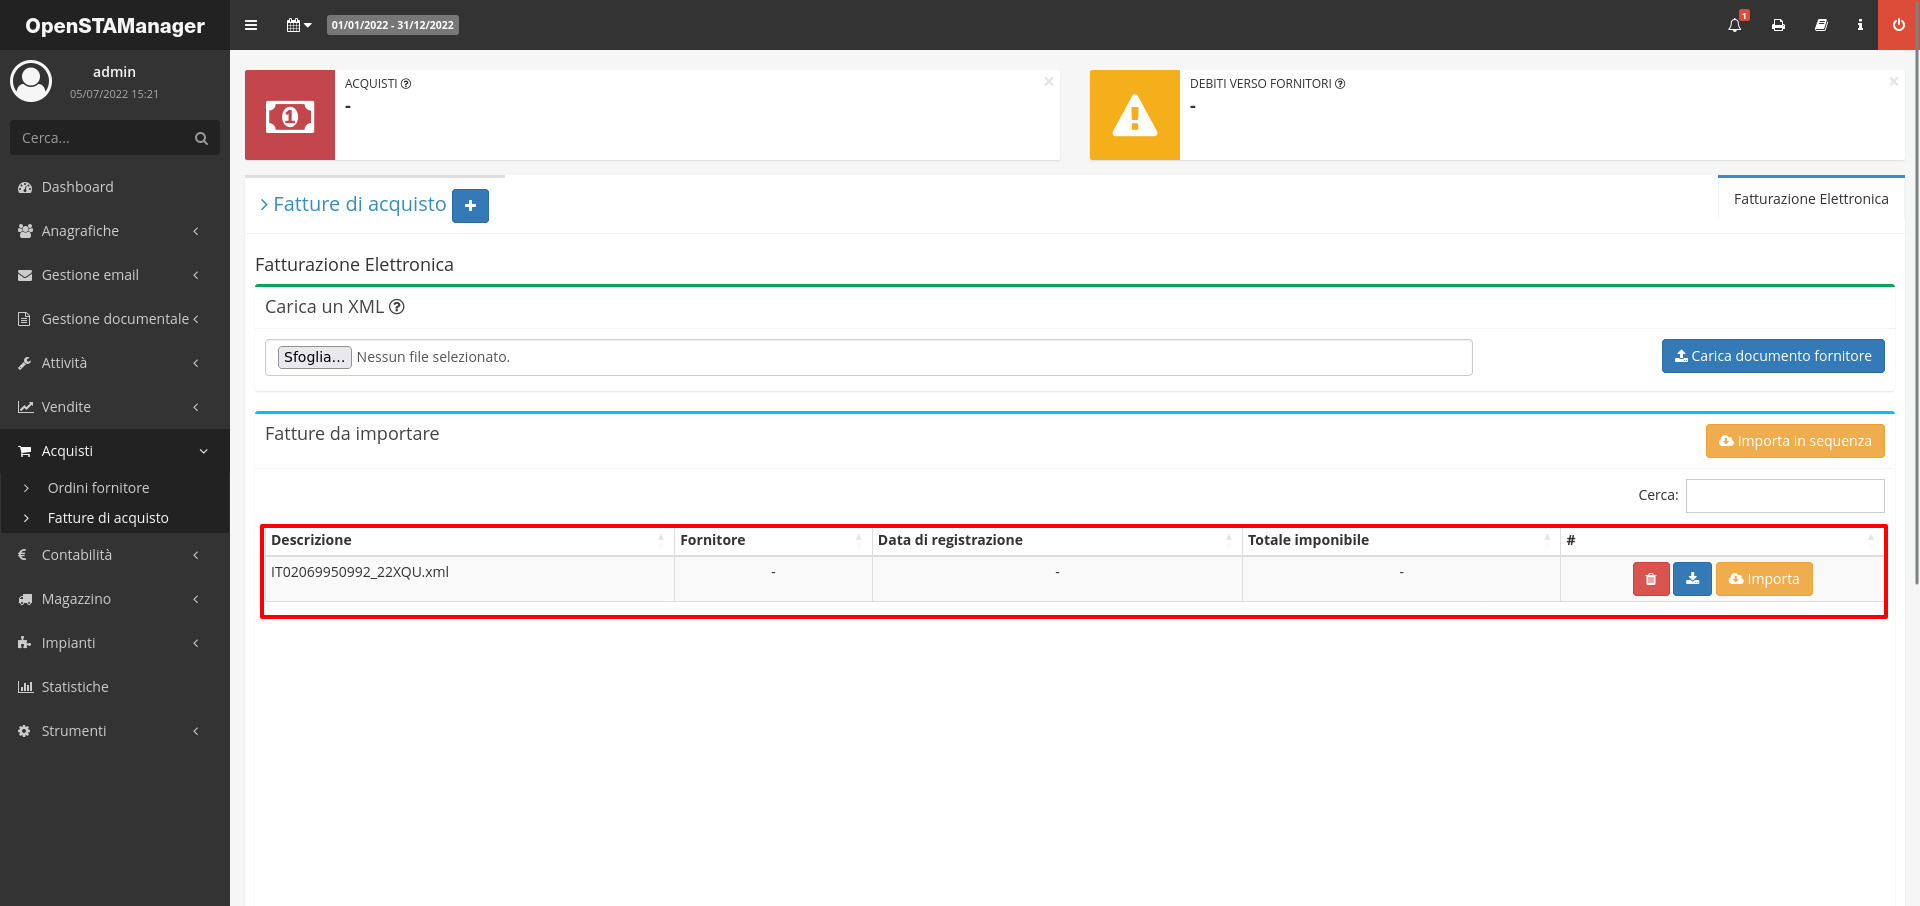 OpenSTAManager
01/01/2022 - 31/12/2022
1
admin
05/07/2022 15:21
Cerca...
Dashboard
Anagrafiche
Gestione email
Gestione documentale
Attività
Vendite
Acquisti
Ordini fornitore
Fatture di acquisto
Contabilità
Magazzino
Impianti
Statistiche
Strumenti
ACQUISTI
-
DEBITI VERSO FORNITORI
-
Fatture di acquisto
Fatturazione Elettronica
Fatturazione Elettronica
Carica un XML
Sfoglia... Nessun file selezionato.
Carica documento fornitore
Fatture da importare
Importa in sequenza
Cerca:
Descrizione Fornitore Data di registrazione Totale imponibile #
IT02069950992_22XQU.xml - - - Importa